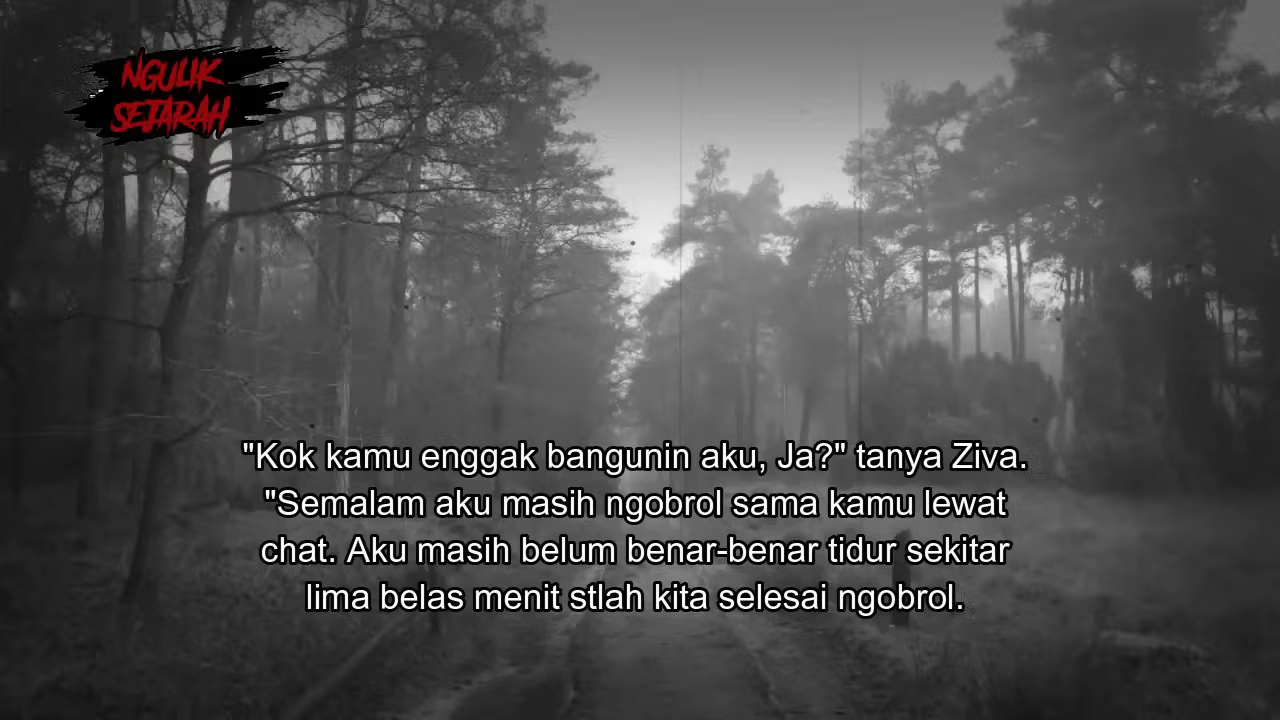 NGULIK
SEJARAH
"Kok kamu enggak bangunin aku, Ja?" tanya Ziva.
"Semalam aku masih ngobrol sama kamu lewat
chat. Aku masih belum benar-benar tidur sekitar
lima belas menit stlah kita selesai ngobrol.